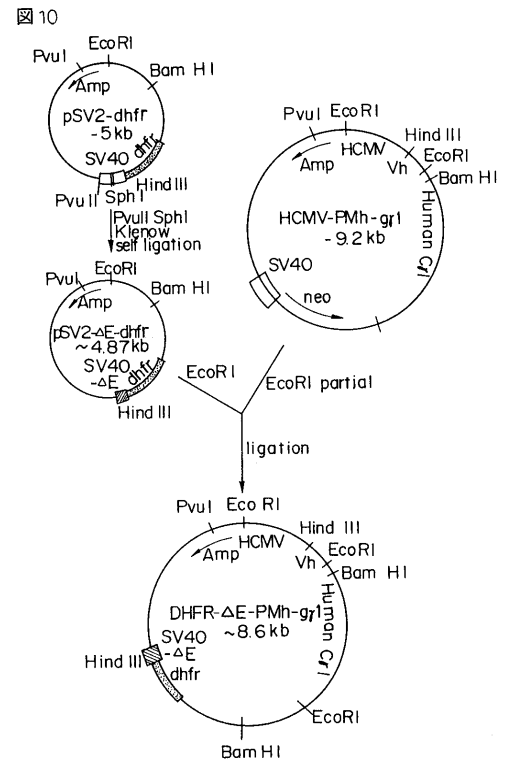 図10
EcoRI
PvuI
Bam HI
Amp
pSV2-dhfr
-5kb
SV40
dhfr
Hind III
PvuII
SphI
PvuII SphI
Klenow
self ligation
EcoRI
PvuI
Bam HI
Amp
pSV2-ΔE-dhfr
~4.87kb
SV40
-ΔE
dhfr
Hind III
PvuI
EcoRI
Hind III
HCMV
Amp
Vh
EcoRI
Bam HI
Human Cγ1
HCMV-PMh-gγ1
-9.2kb
SV40
neo
EcoRI
EcoRI partial
ligation
PvuI
Eco RI
Hind III
HCMV
Amp
Vh
EcoRI
Bam HI
Human Cγ1
DHFR-ΔE-PMh-gγ1
~8.6kb
SV40
-ΔE
Hind III
dhfr
EcoRI
Bam HI